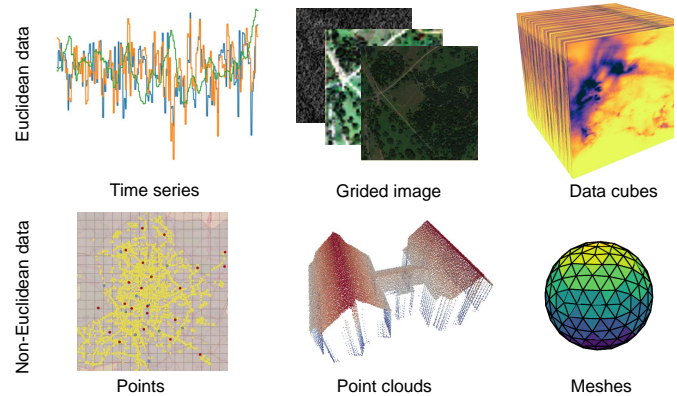 Euclidean data
Time series
Grided image
Data cubes
Non-Euclidean data
Points
Point clouds
Meshes